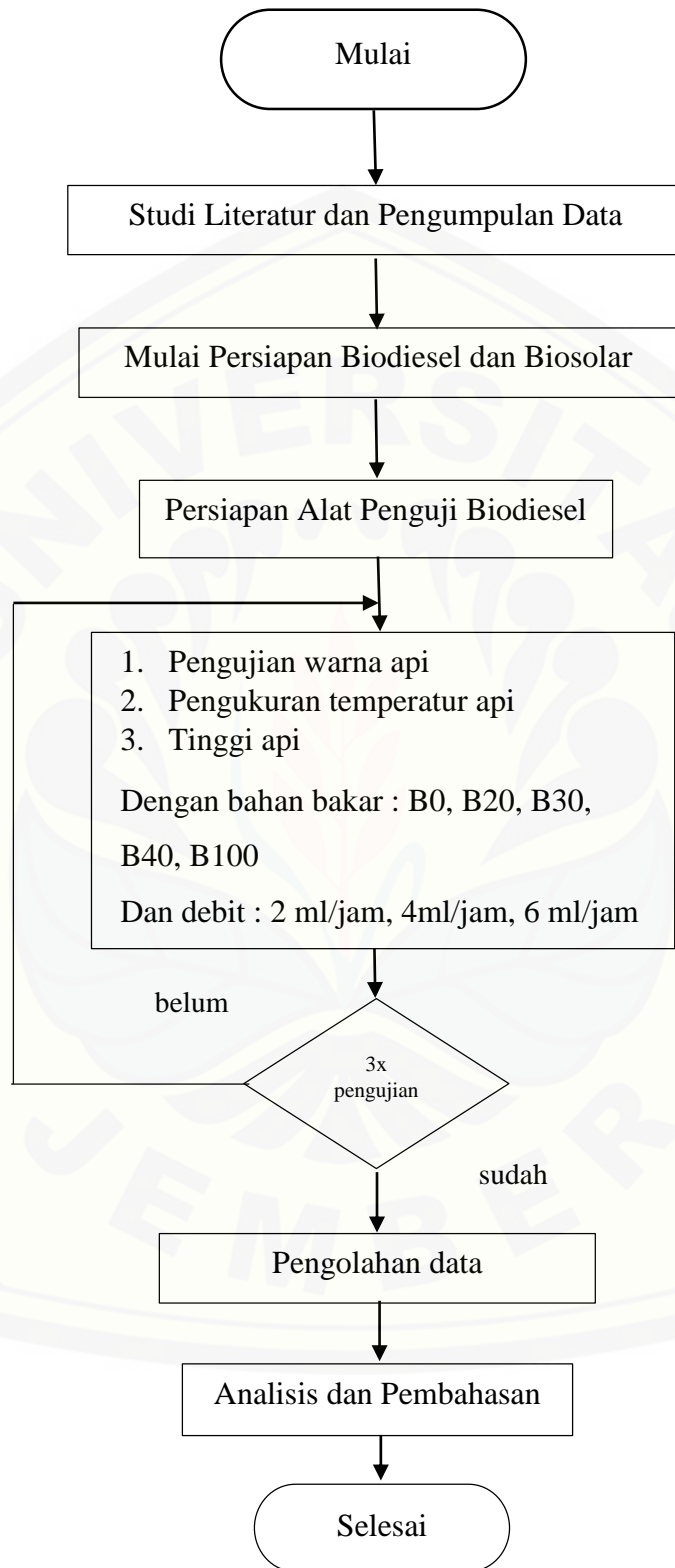 Mulai
Studi Literatur dan Pengumpulan Data
Mulai Persiapan Biodiesel dan Biosolar
Persiapan Alat Penguji Biodiesel
1. Pengujian warna api
2. Pengukuran temperatur api
3. Tinggi api
Dengan bahan bakar : B0, B20, B30,
B40, B100
Dan debit : 2 ml/jam, 4ml/jam, 6 ml/jam
belum
3x
pengujian
sudah
Pengolahan data
Analisis dan Pembahasan
Selesai
UNIVERSITA
JEMBER